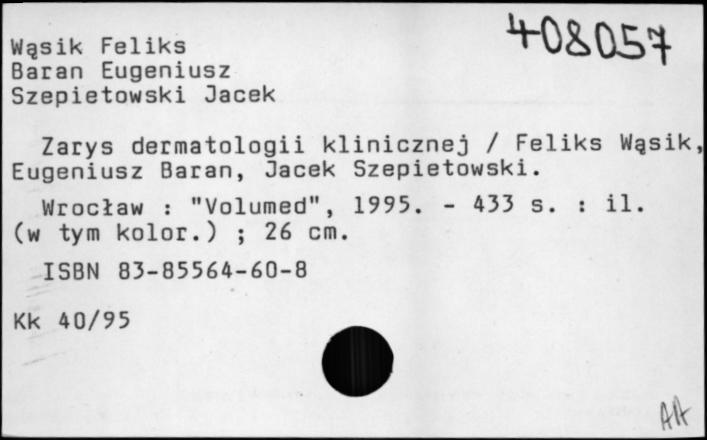 408057
Wąsik Feliks
Baran Eugeniusz
Szepietowski Jacek
Zarys dermatologii klinicznej / Feliks Wąsik,
Eugeniusz Baran, Jacek Szepietowski.
Wrocław : "Volumed", 1995. - 433 s. : il.
(w tym kolor.) ; 26 cm.
ISBN 83-85564-60-8
Kk 40/95
AA